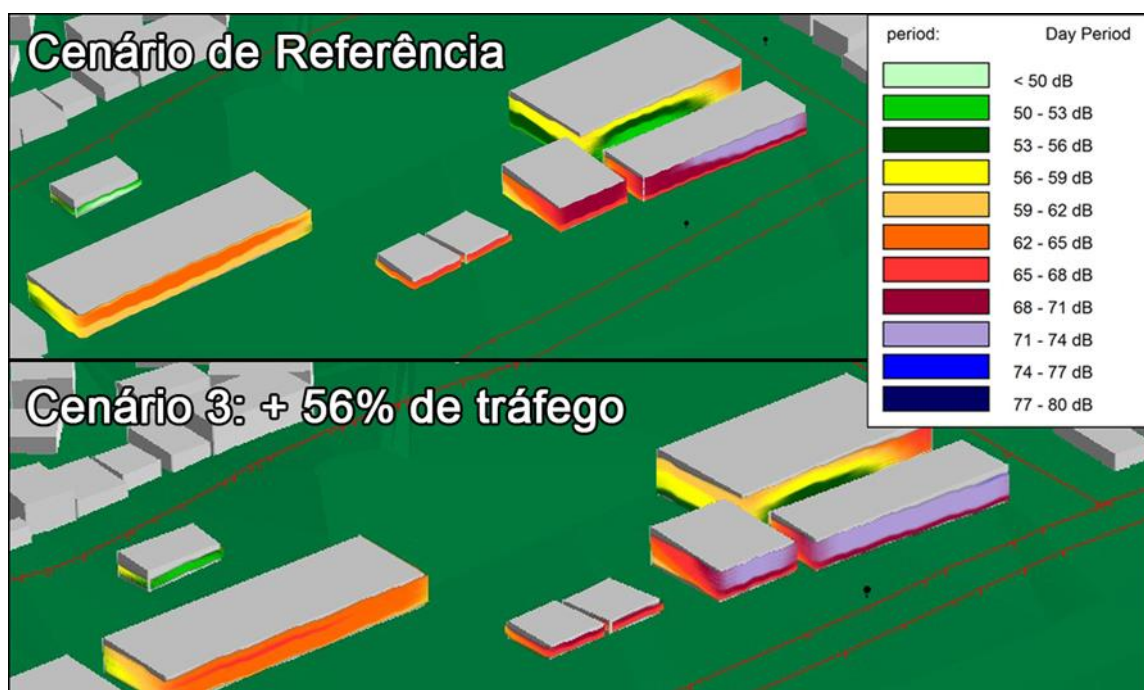 Cenário de Referência
period: Day Period
< 50 dB
50 - 53 dB
53 - 56 dB
56 - 59 dB
59 - 62 dB
62 - 65 dB
65 - 68 dB
68 - 71 dB
71 - 74 dB
74 - 77 dB
77 - 80 dB
Cenário 3: + 56% de tráfego